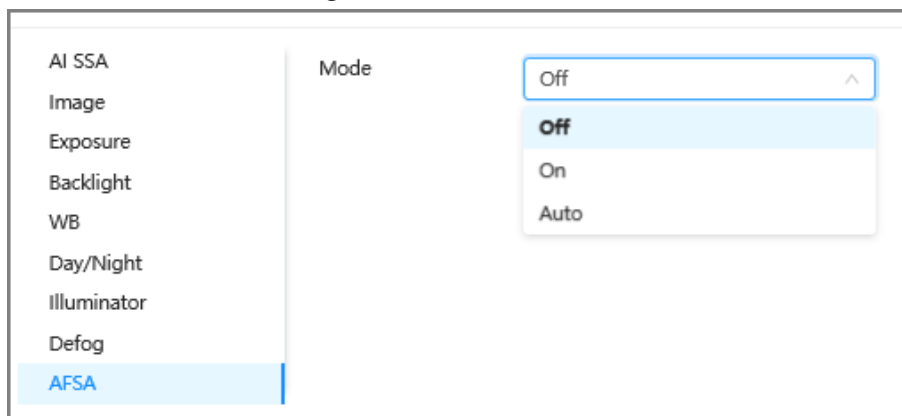 AI SSA
Image
Exposure
Backlight
WB
Day/Night
Illuminator
Defog
AFSA
Mode
Off
Off
On
Auto